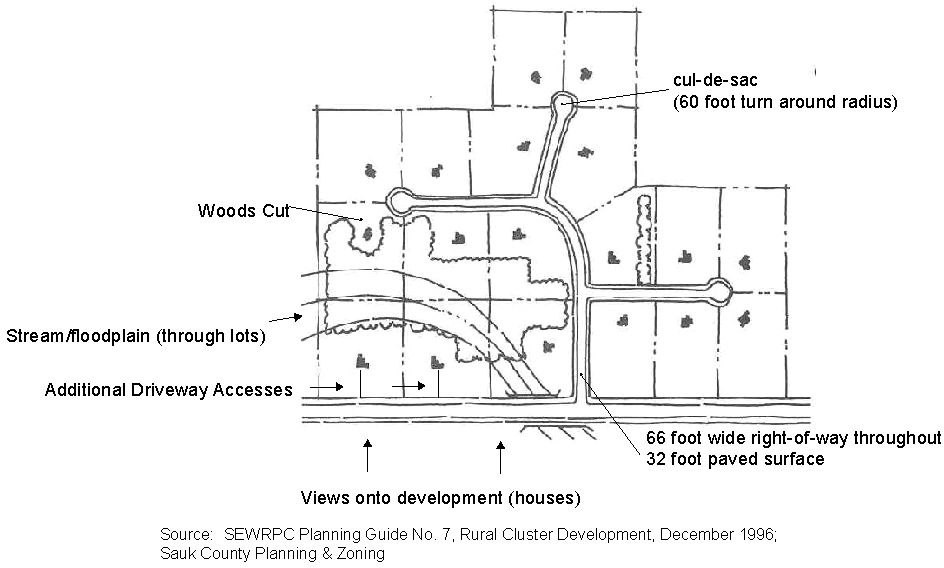 cul-de-sac
(60 foot turn around radius)
Woods Cut
Stream/floodplain (through lots)
Additional Driveway Accesses
66 foot wide right-of-way throughout
32 foot paved surface
Views onto development (houses)
Source: SEWRPC Planning Guide No. 7, Rural Cluster Development, December 1996;
Sauk County Planning & Zoning